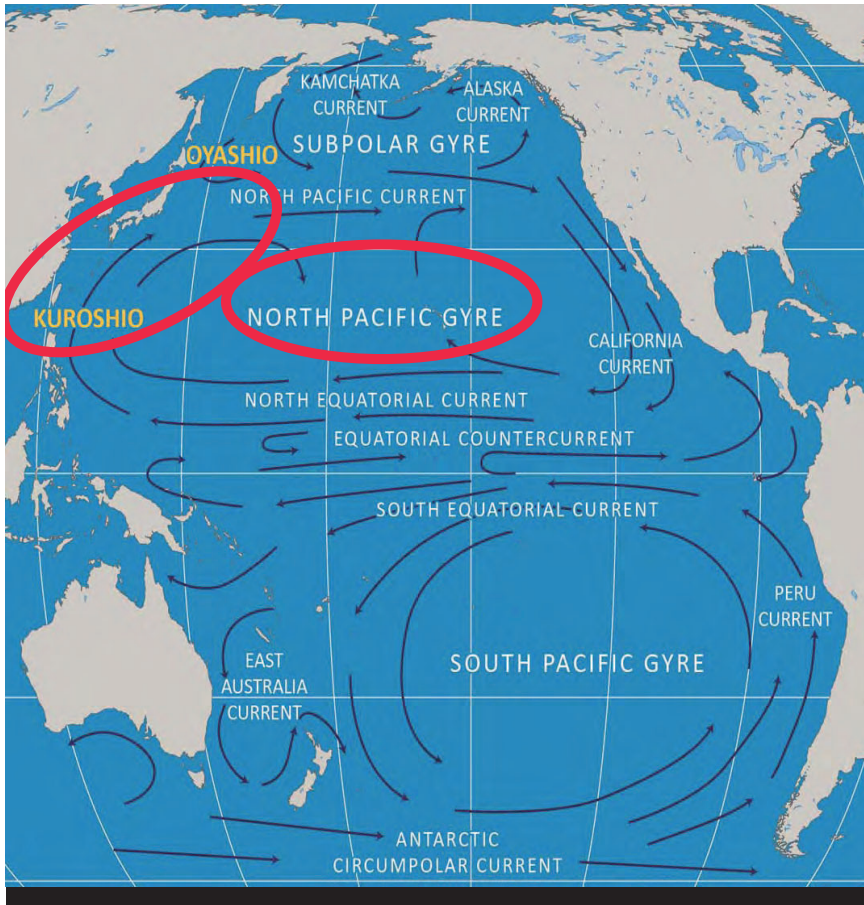 KAMCHATKA
CURRENT
ALASKA
CURRENT
SUBPOLAR GYRE
OYASHIO
NORTH PACIFIC CURRENT
KUROSHIO
NORTH PACIFIC GYRE
CALIFORNIA
CURRENT
NORTH EQUATORIAL CURRENT
EQUATORIAL COUNTERCURRENT
SOUTH EQUATORIAL CURRENT
PERU
CURRENT
SOUTH PACIFIC GYRE
EAST
AUSTRALIA
CURRENT
ANTARCTIC
CIRCUMPOLAR CURRENT